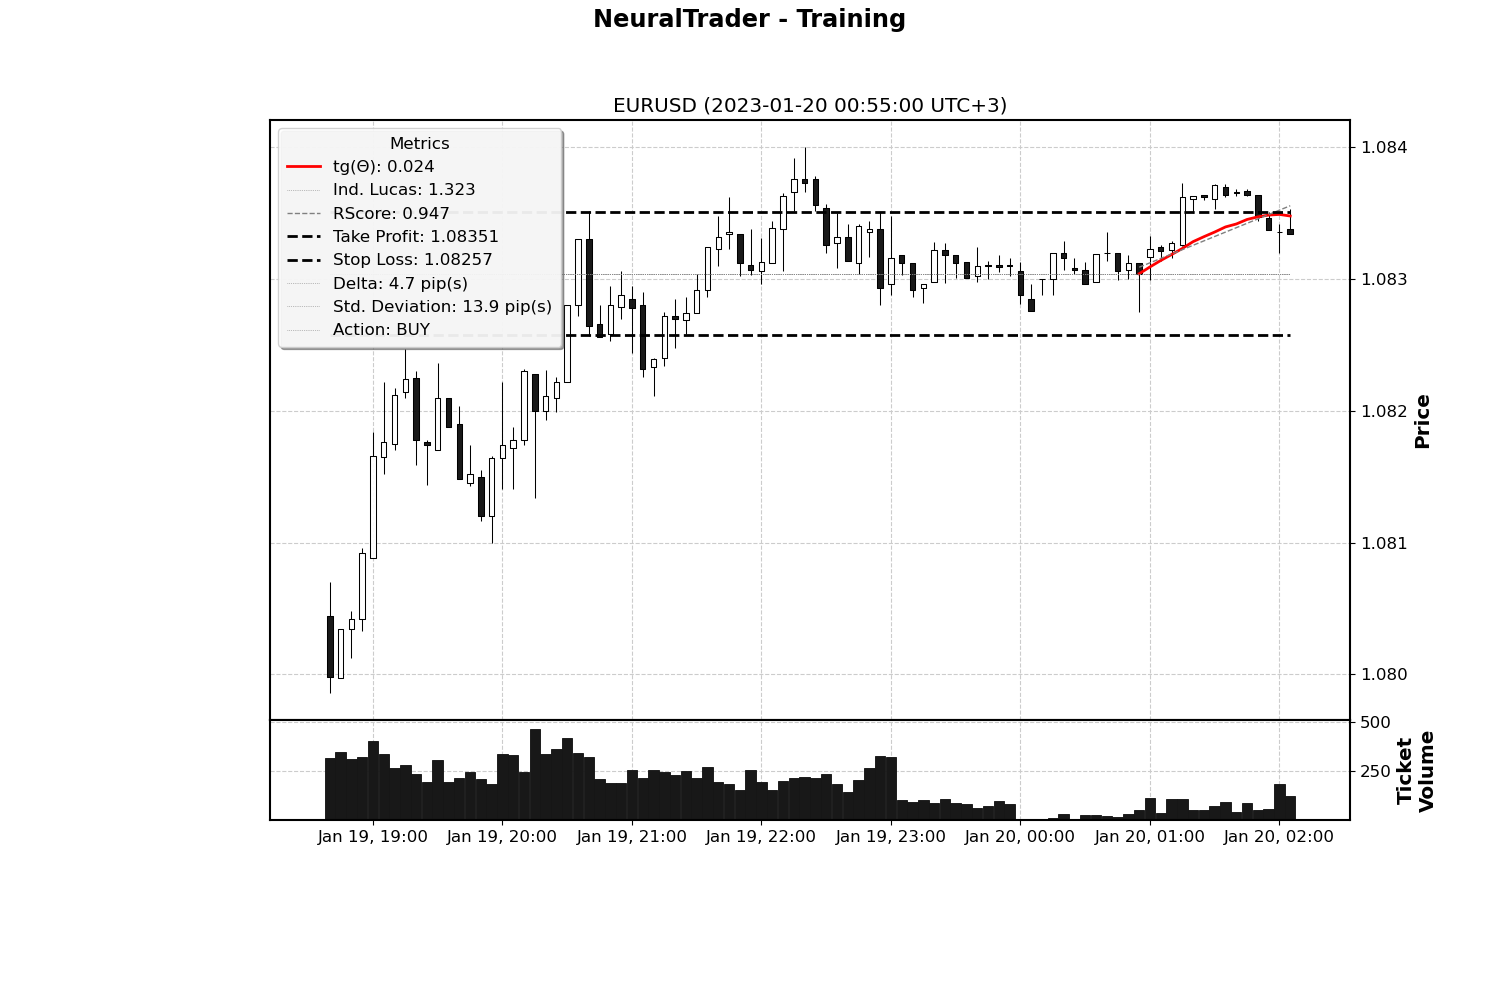 NeuralTrader - Training
EURUSD (2023-01-20 00:55:00 UTC+3)
Metrics
tg(Θ): 0.024
Ind. Lucas: 1.323
RScore: 0.947
Take Profit: 1.08351
Stop Loss: 1.08257
Delta: 4.7 pip(s)
Std. Deviation: 13.9 pip(s)
Action: BUY
1.084
1.083
1.082
1.081
1.080
Price
500
250
Ticket
Volume
Jan 19, 19:00
Jan 19, 20:00
Jan 19, 21:00
Jan 19, 22:00
Jan 19, 23:00
Jan 20, 00:00
Jan 20, 01:00
Jan 20, 02:00